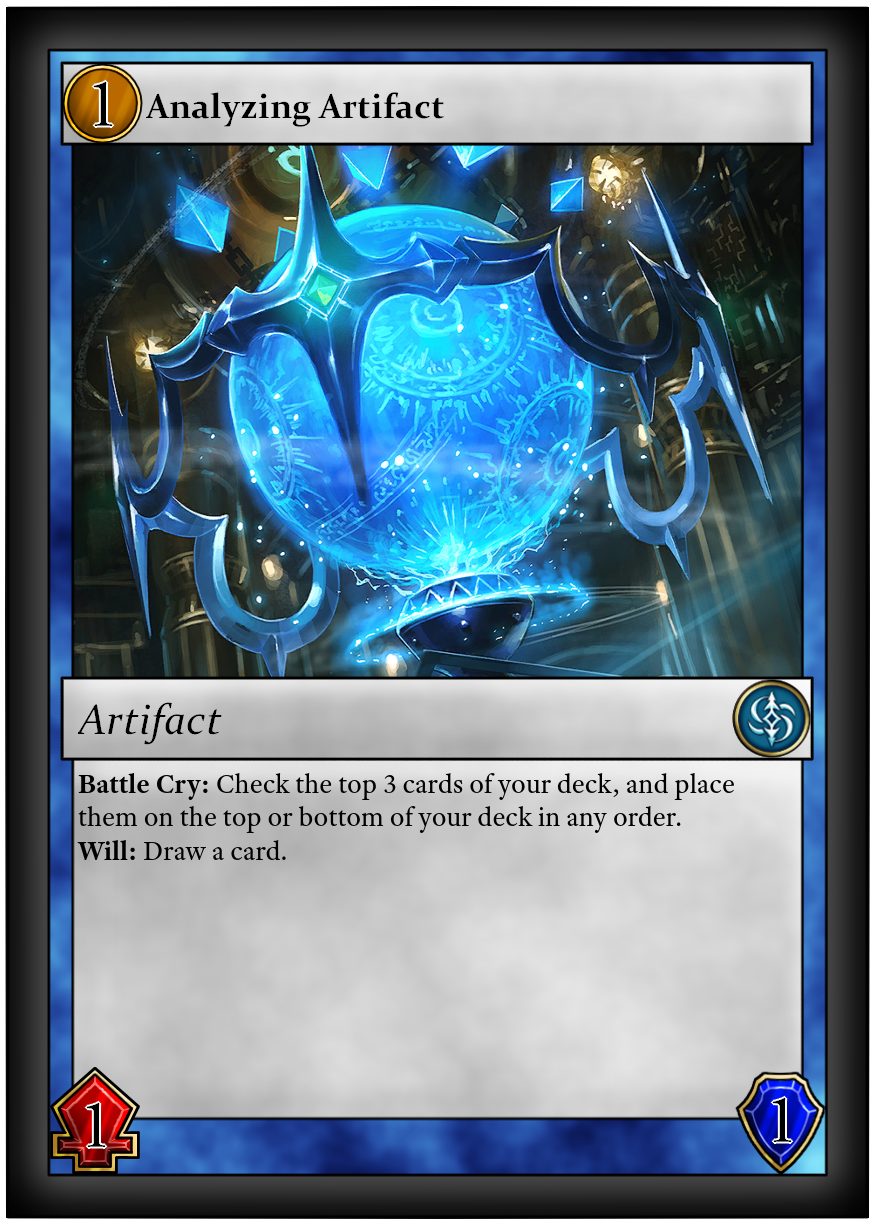 1 Analyzing Artifact
Artifact
Battle Cry: Check the top 3 cards of your deck, and place
them on the top or bottom of your deck in any order.
Will: Draw a card.
1
1